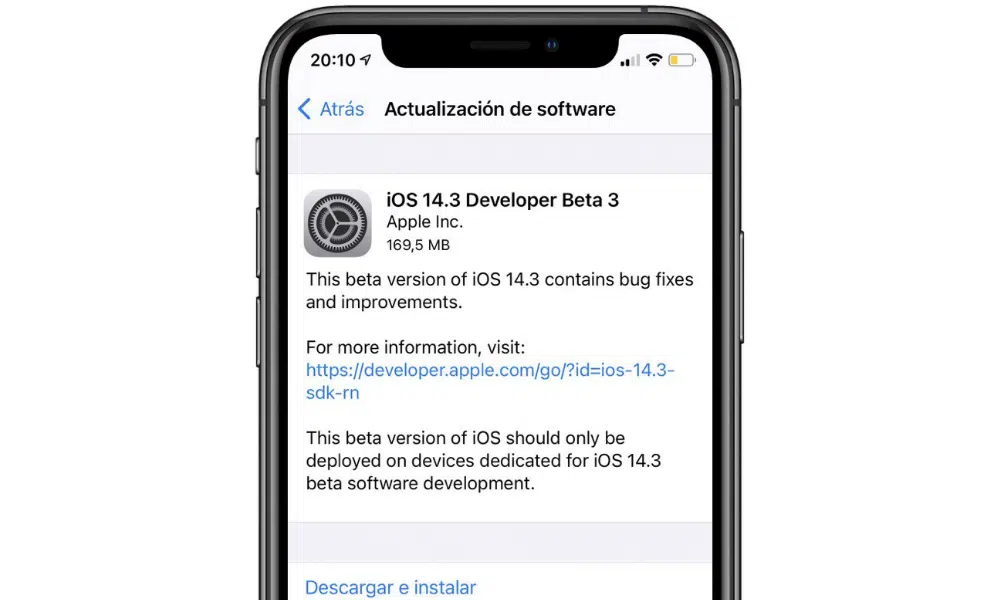 20:10
Atrás
Actualización de software
iOS 14.3 Developer Beta 3
Apple Inc.
169,5 MB
This beta version of iOS 14.3 contains bug fixes
and improvements.
For more information, visit:
https://developer.apple.com/go/?id=ios-14.3-
sdk-rn
This beta version of iOS should only be
deployed on devices dedicated for iOS 14.3
beta software development.
Descargar e instalar